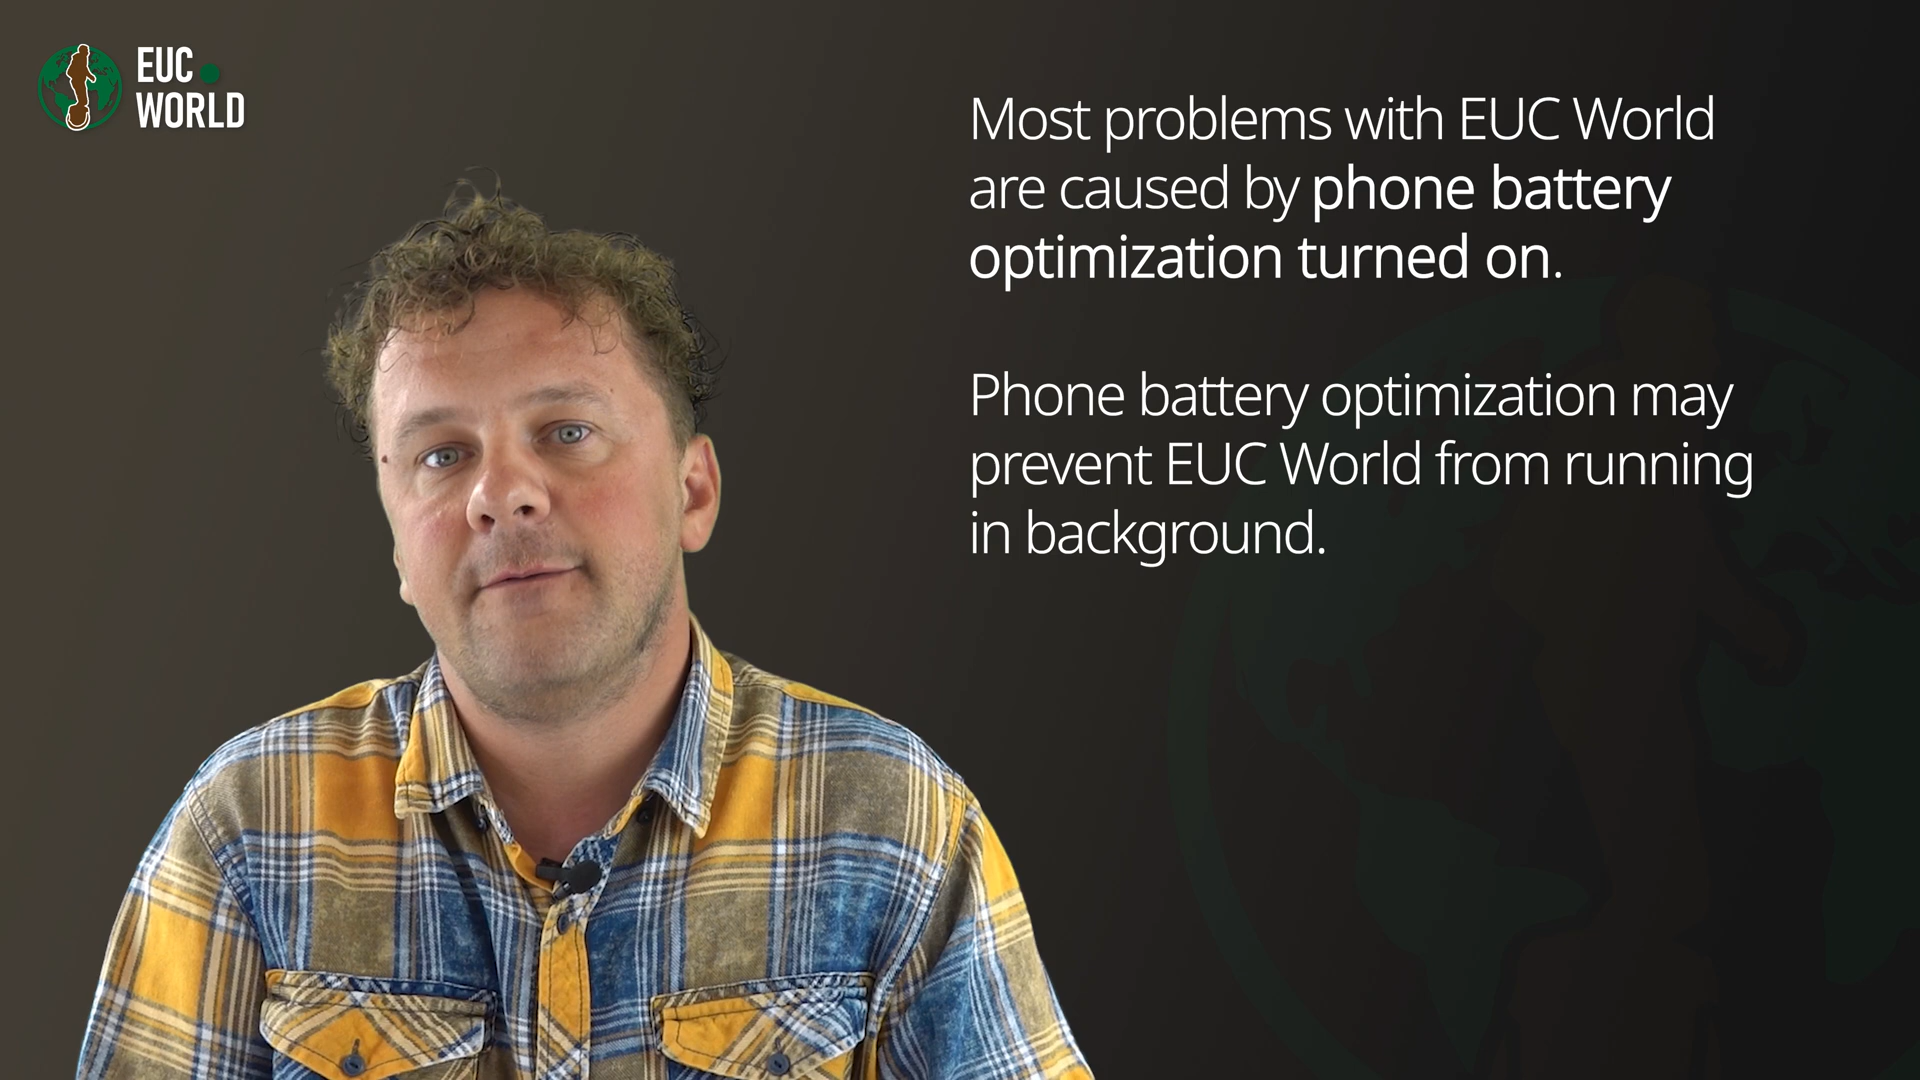 EUC
WORLD
Most problems with EUC World
are caused by phone battery
optimization turned on.
Phone battery optimization may
prevent EUC World from running
in background.